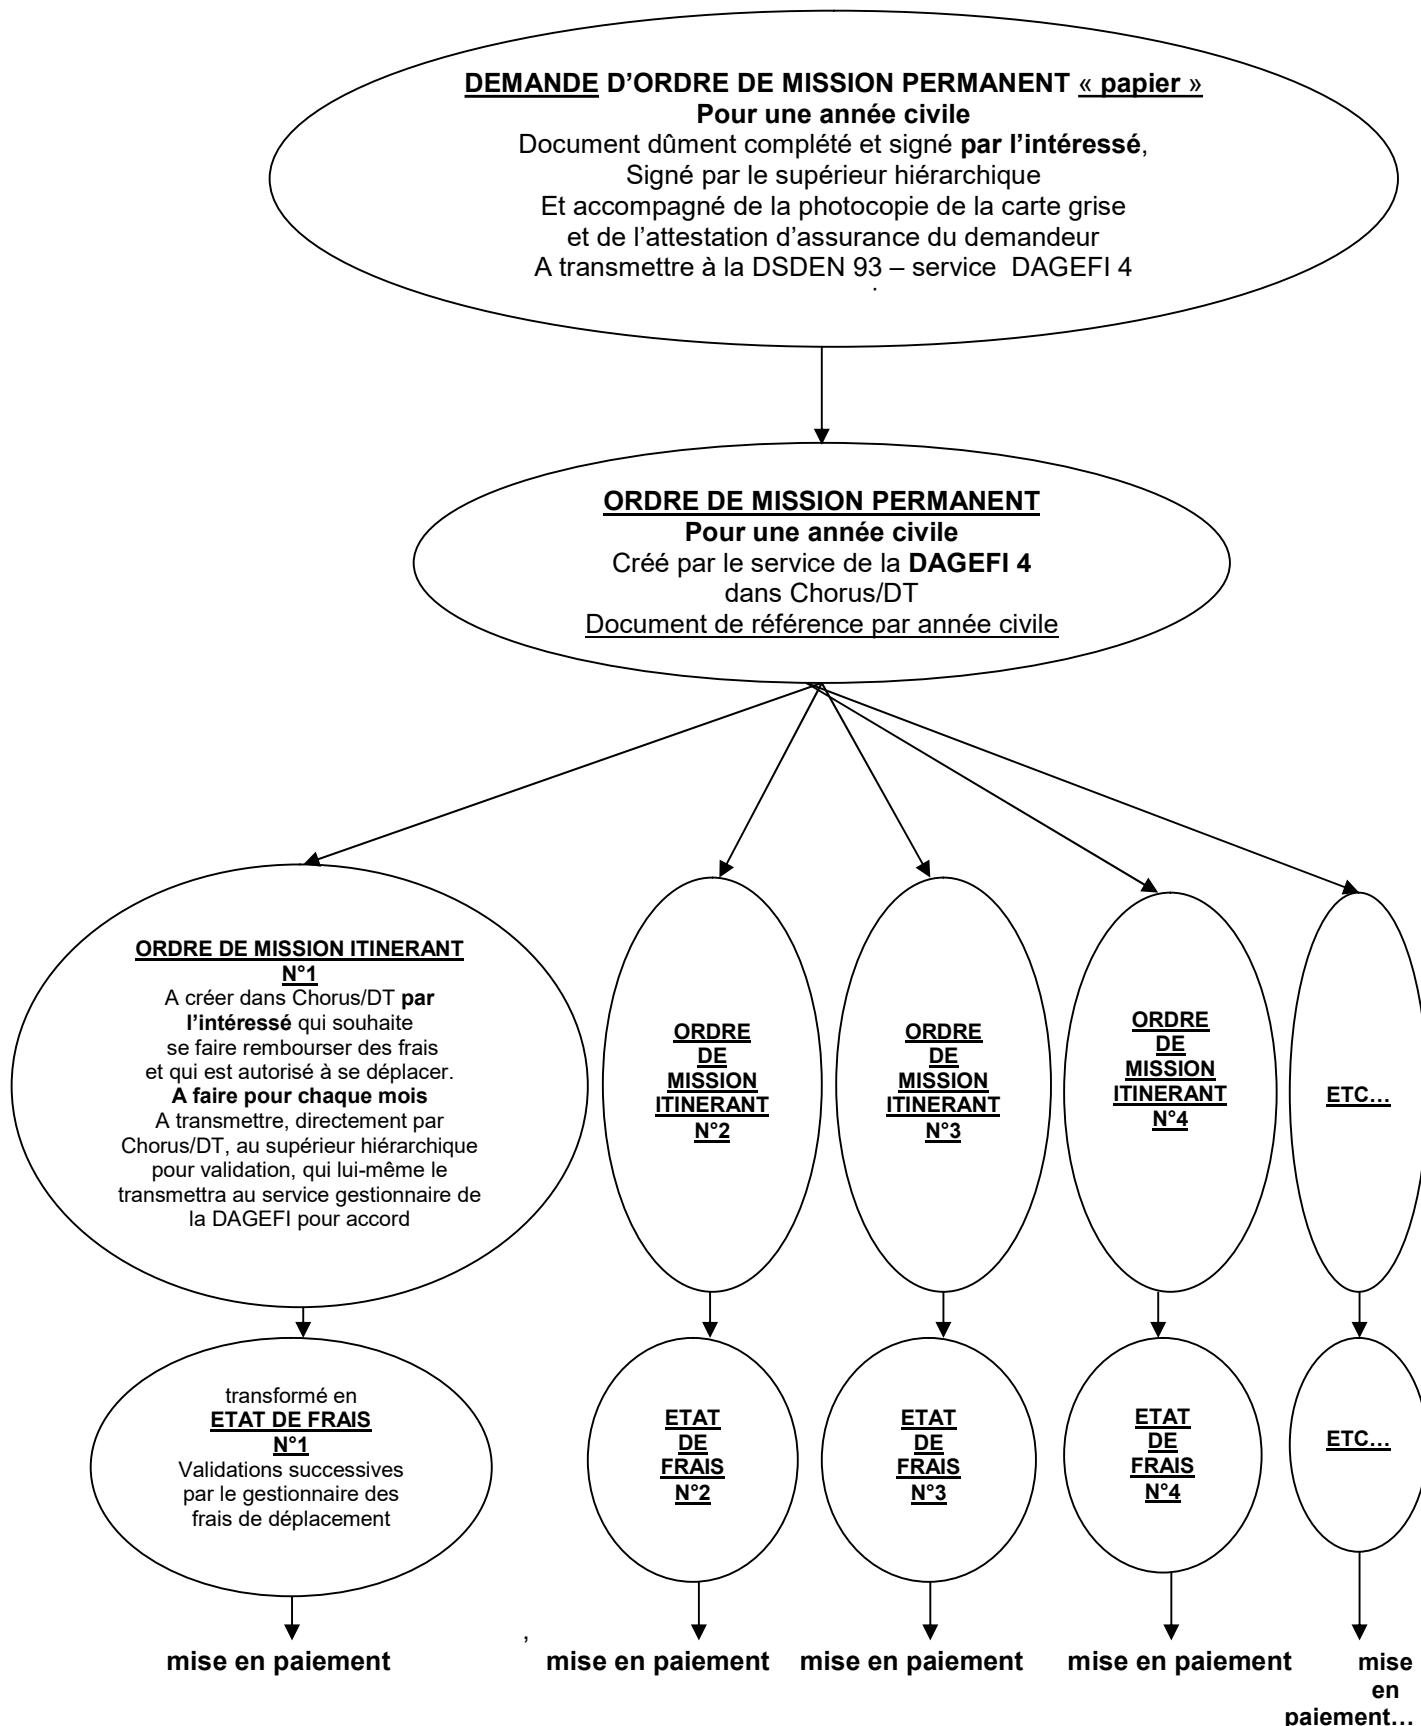 DEMANDE D'ORDRE DE MISSION PERMANENT « papier »
Pour une année civile
Document dûment complété et signé par l'intéressé,
Signé par le supérieur hiérarchique
Et accompagné de la photocopie de la carte grise
et de l'attestation d'assurance du demandeur
A transmettre à la DSDEN 93 – service DAGEFI 4
.
ORDRE DE MISSION PERMANENT
Pour une année civile
Créé par le service de la DAGEFI 4
dans Chorus/DT
Document de référence par année civile
ORDRE DE MISSION ITINERANT
N°1
A créer dans Chorus/DT par
l'intéressé qui souhaite
se faire rembourser des frais
et qui est autorisé à se déplacer.
A faire pour chaque mois
A transmettre, directement par
Chorus/DT, au supérieur hiérarchique
pour validation, qui lui-même le
transmettra au service gestionnaire de
la DAGEFI pour accord
ORDRE
DE
MISSION
ITINERANT
N°2
ORDRE
DE
MISSION
ITINERANT
N°3
ORDRE
DE
MISSION
ITINERANT
N°4
ETC…
transformé en
ETAT DE FRAIS
N°1
Validations successives
par le gestionnaire des
frais de déplacement
ETAT
DE
FRAIS
N°2
ETAT
DE
FRAIS
N°3
ETAT
DE
FRAIS
N°4
ETC…
mise en paiement
,
mise en paiement
mise en paiement
mise en paiement
mise
en
paiement…